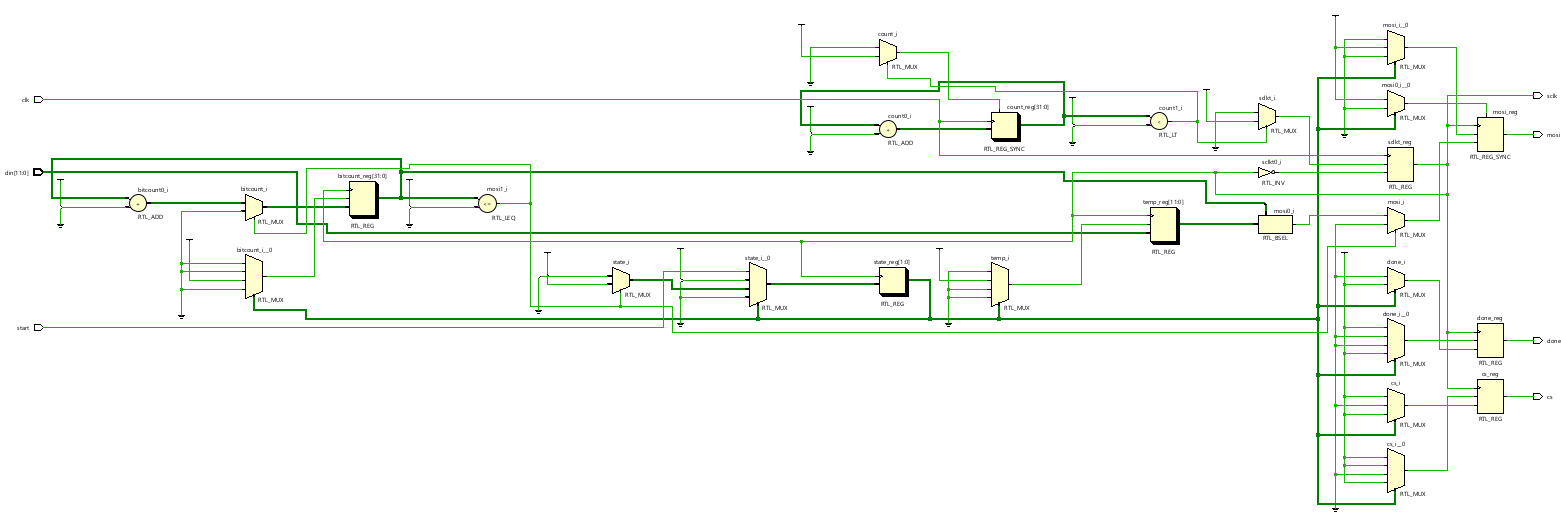 count_i
RTL_MUX
mosi_i__0
RTL_MUX
clk
count0_i
RTL_ADD
count_reg[31:0]
RTL_REG_SYNC
count1_i
RTL_LT
sclkt_i
RTL_MUX
mosi0_i__0
RTL_MUX
sclk
mosi_reg
RTL_REG_SYNC
mosi
sclkt_reg
RTL_REG
din[11:0]
bitcount0_i
RTL_ADD
bitcount_i
RTL_MUX
bitcount_reg[31:0]
RTL_REG
mosi1_i
RTL_LEQ
sclkt0_i
RTL_INV
temp_reg[11:0]
RTL_REG
mosi0_i
RTL_BSEL
mosi_i
RTL_MUX
bitcount_i__0
RTL_MUX
state_i
RTL_MUX
state_i__0
RTL_MUX
state_reg[1:0]
RTL_REG
temp_i
RTL_MUX
done_i
RTL_MUX
start
done_i__0
RTL_MUX
done_reg
RTL_REG
done
cs_i
RTL_MUX
cs_reg
RTL_REG
cs
cs_i__0
RTL_MUX